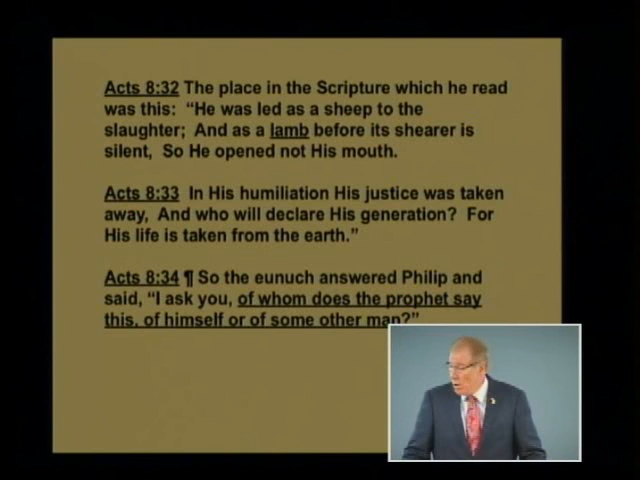 Acts 8:32 The place in the Scripture which he read
was this:  “He was led as a sheep to the
slaughter;  And as a lamb before its shearer is
silent,  So He opened not His mouth.
Acts 8:33  In His humiliation His justice was taken
away,  And who will declare His generation?  For
His life is taken from the earth.”
Acts 8:34 ¶ So the eunuch answered Philip and
said, “I ask you, of whom does the prophet say
this, of himself or of some other man?”